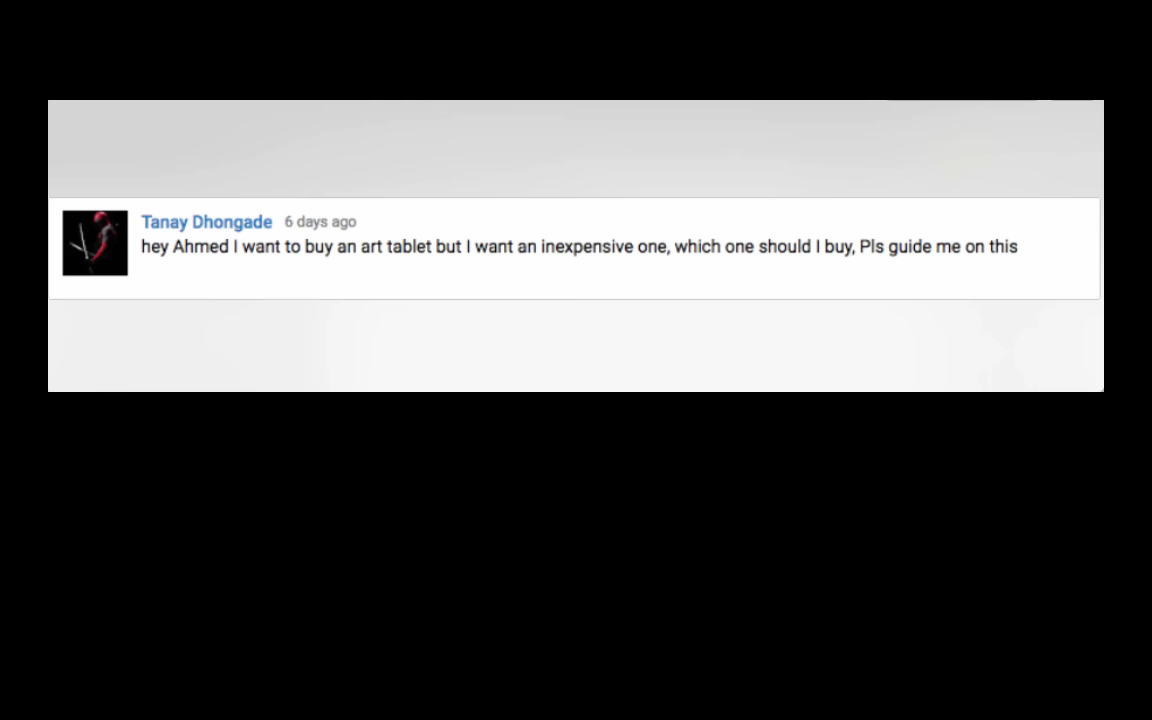 Tanay Dhongade 6 days ago
hey Ahmed I want to buy an art tablet but I want an inexpensive one, which one should I buy, Pls guide me on this